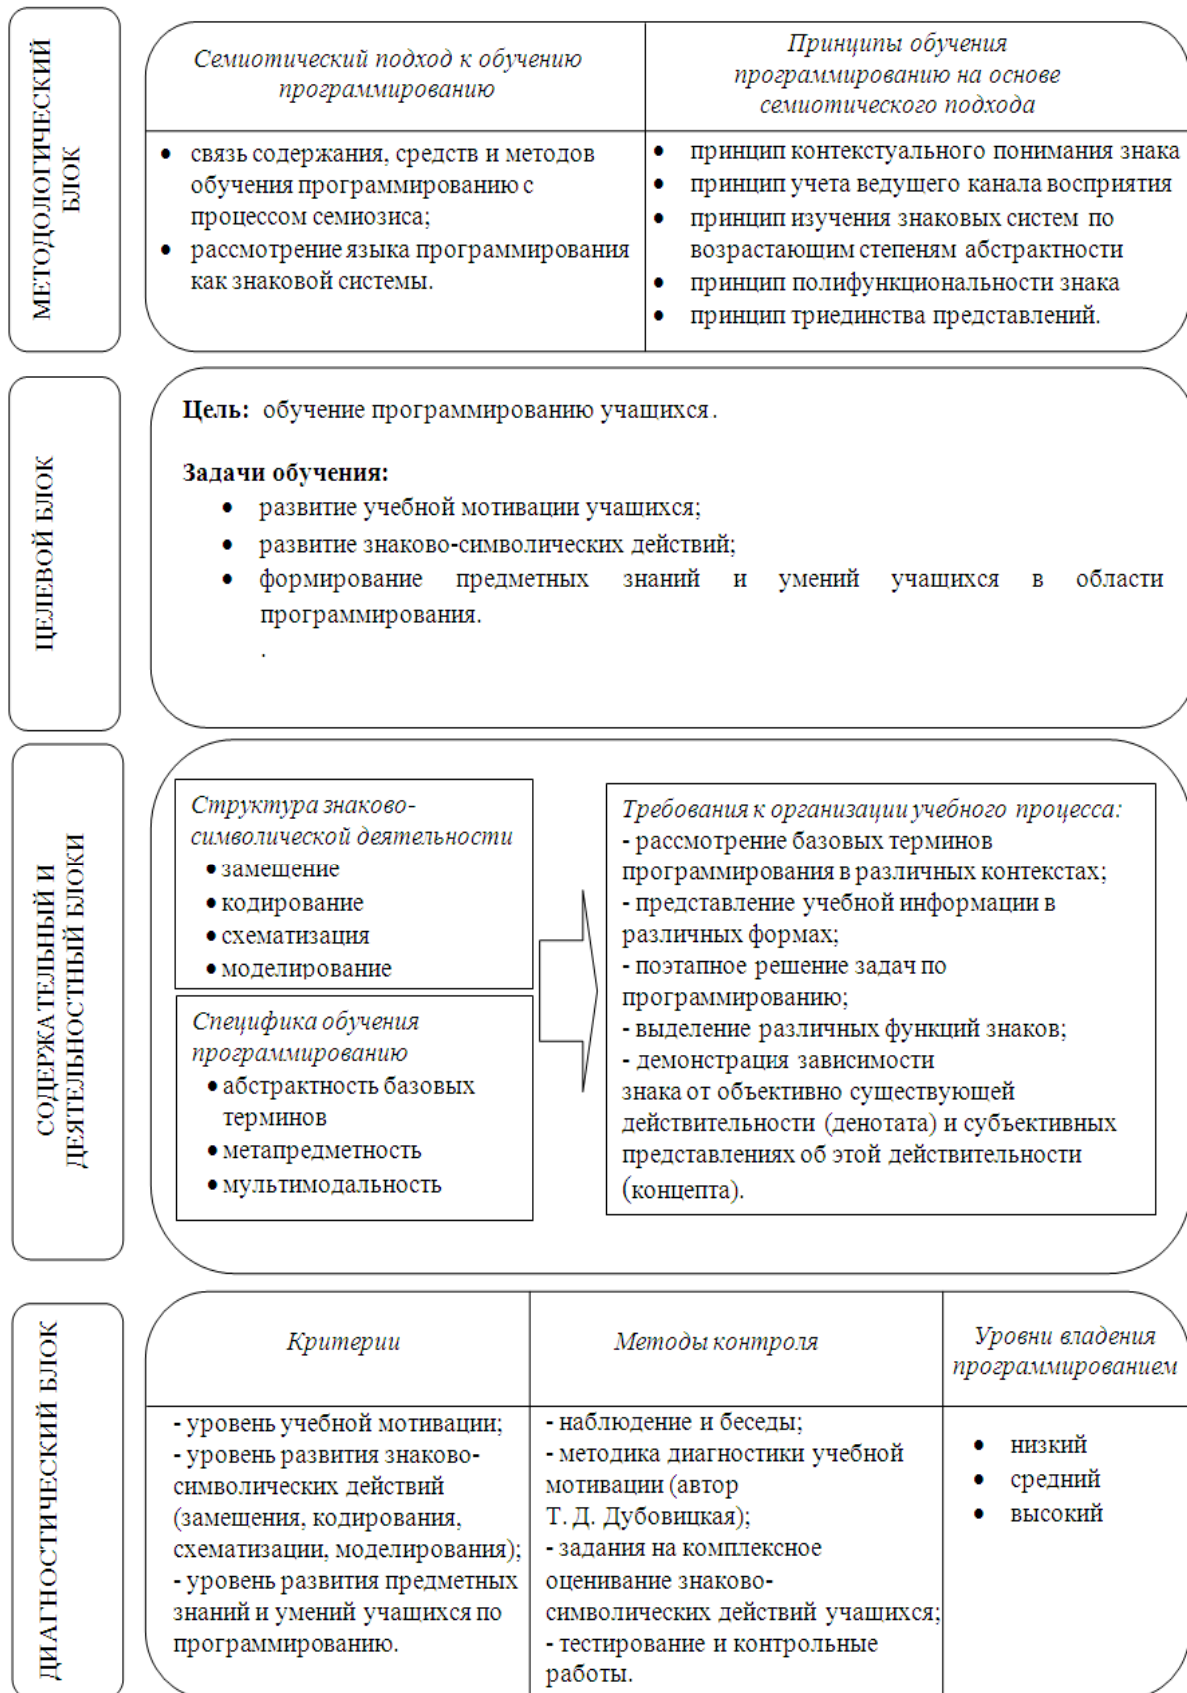 МЕТОДОЛОГИЧЕСКИЙ
БЛОК
Семиотический подход к обучению
программированию
Принципы обучения
программированию на основе
семиотического подхода
• связь содержания, средств и методов
обучения программированию с
процессом семиозиса;
• рассмотрение языка программирования
как знаковой системы.
• принцип контекстуального понимания знака
• принцип учета ведущего канала восприятия
• принцип изучения знаковых систем по
возрастающим степеням абстрактности
• принцип полифункциональности знака
• принцип триединства представлений.
ЦЕЛЕВОЙ БЛОК
Цель: обучение программированию учащихся.
Задачи обучения:
• развитие учебной мотивации учащихся;
• развитие знаково-символических действий;
• формирование предметных знаний и умений учащихся в области
программирования.
.
СОДЕРЖАТЕЛЬНЫЙ И
ДЕЯТЕЛЬНОСТНЫЙ БЛОКИ
Структура знаково-
символической деятельности
• замещение
• кодирование
• схематизация
• моделирование
Специфика обучения
программированию
• абстрактность базовых
терминов
• метапредметность
• мультимодальность
Требования к организации учебного процесса:
- рассмотрение базовых терминов
программирования в различных контекстах;
- представление учебной информации в
различных формах;
- поэтапное решение задач по
программированию;
- выделение различных функций знаков;
- демонстрация зависимости
знака от объективно существующей
действительности (денотата) и субъективных
представлениях об этой действительности
(концепта).
ДИАГНОСТИЧЕСКИЙ БЛОК
Критерии
Методы контроля
Уровни владения
программированием
- уровень учебной мотивации;
- уровень развития знаково-
символических действий
(замещения, кодирования,
схематизации, моделирования);
- уровень развития предметных
знаний и умений учащихся по
программированию.
- наблюдение и беседы;
- методика диагностики учебной
мотивации (автор
Т. Д. Дубовицкая);
- задания на комплексное
оценивание знаково-
символических действий учащихся;
- тестирование и контрольные
работы.
• низкий
• средний
• высокий